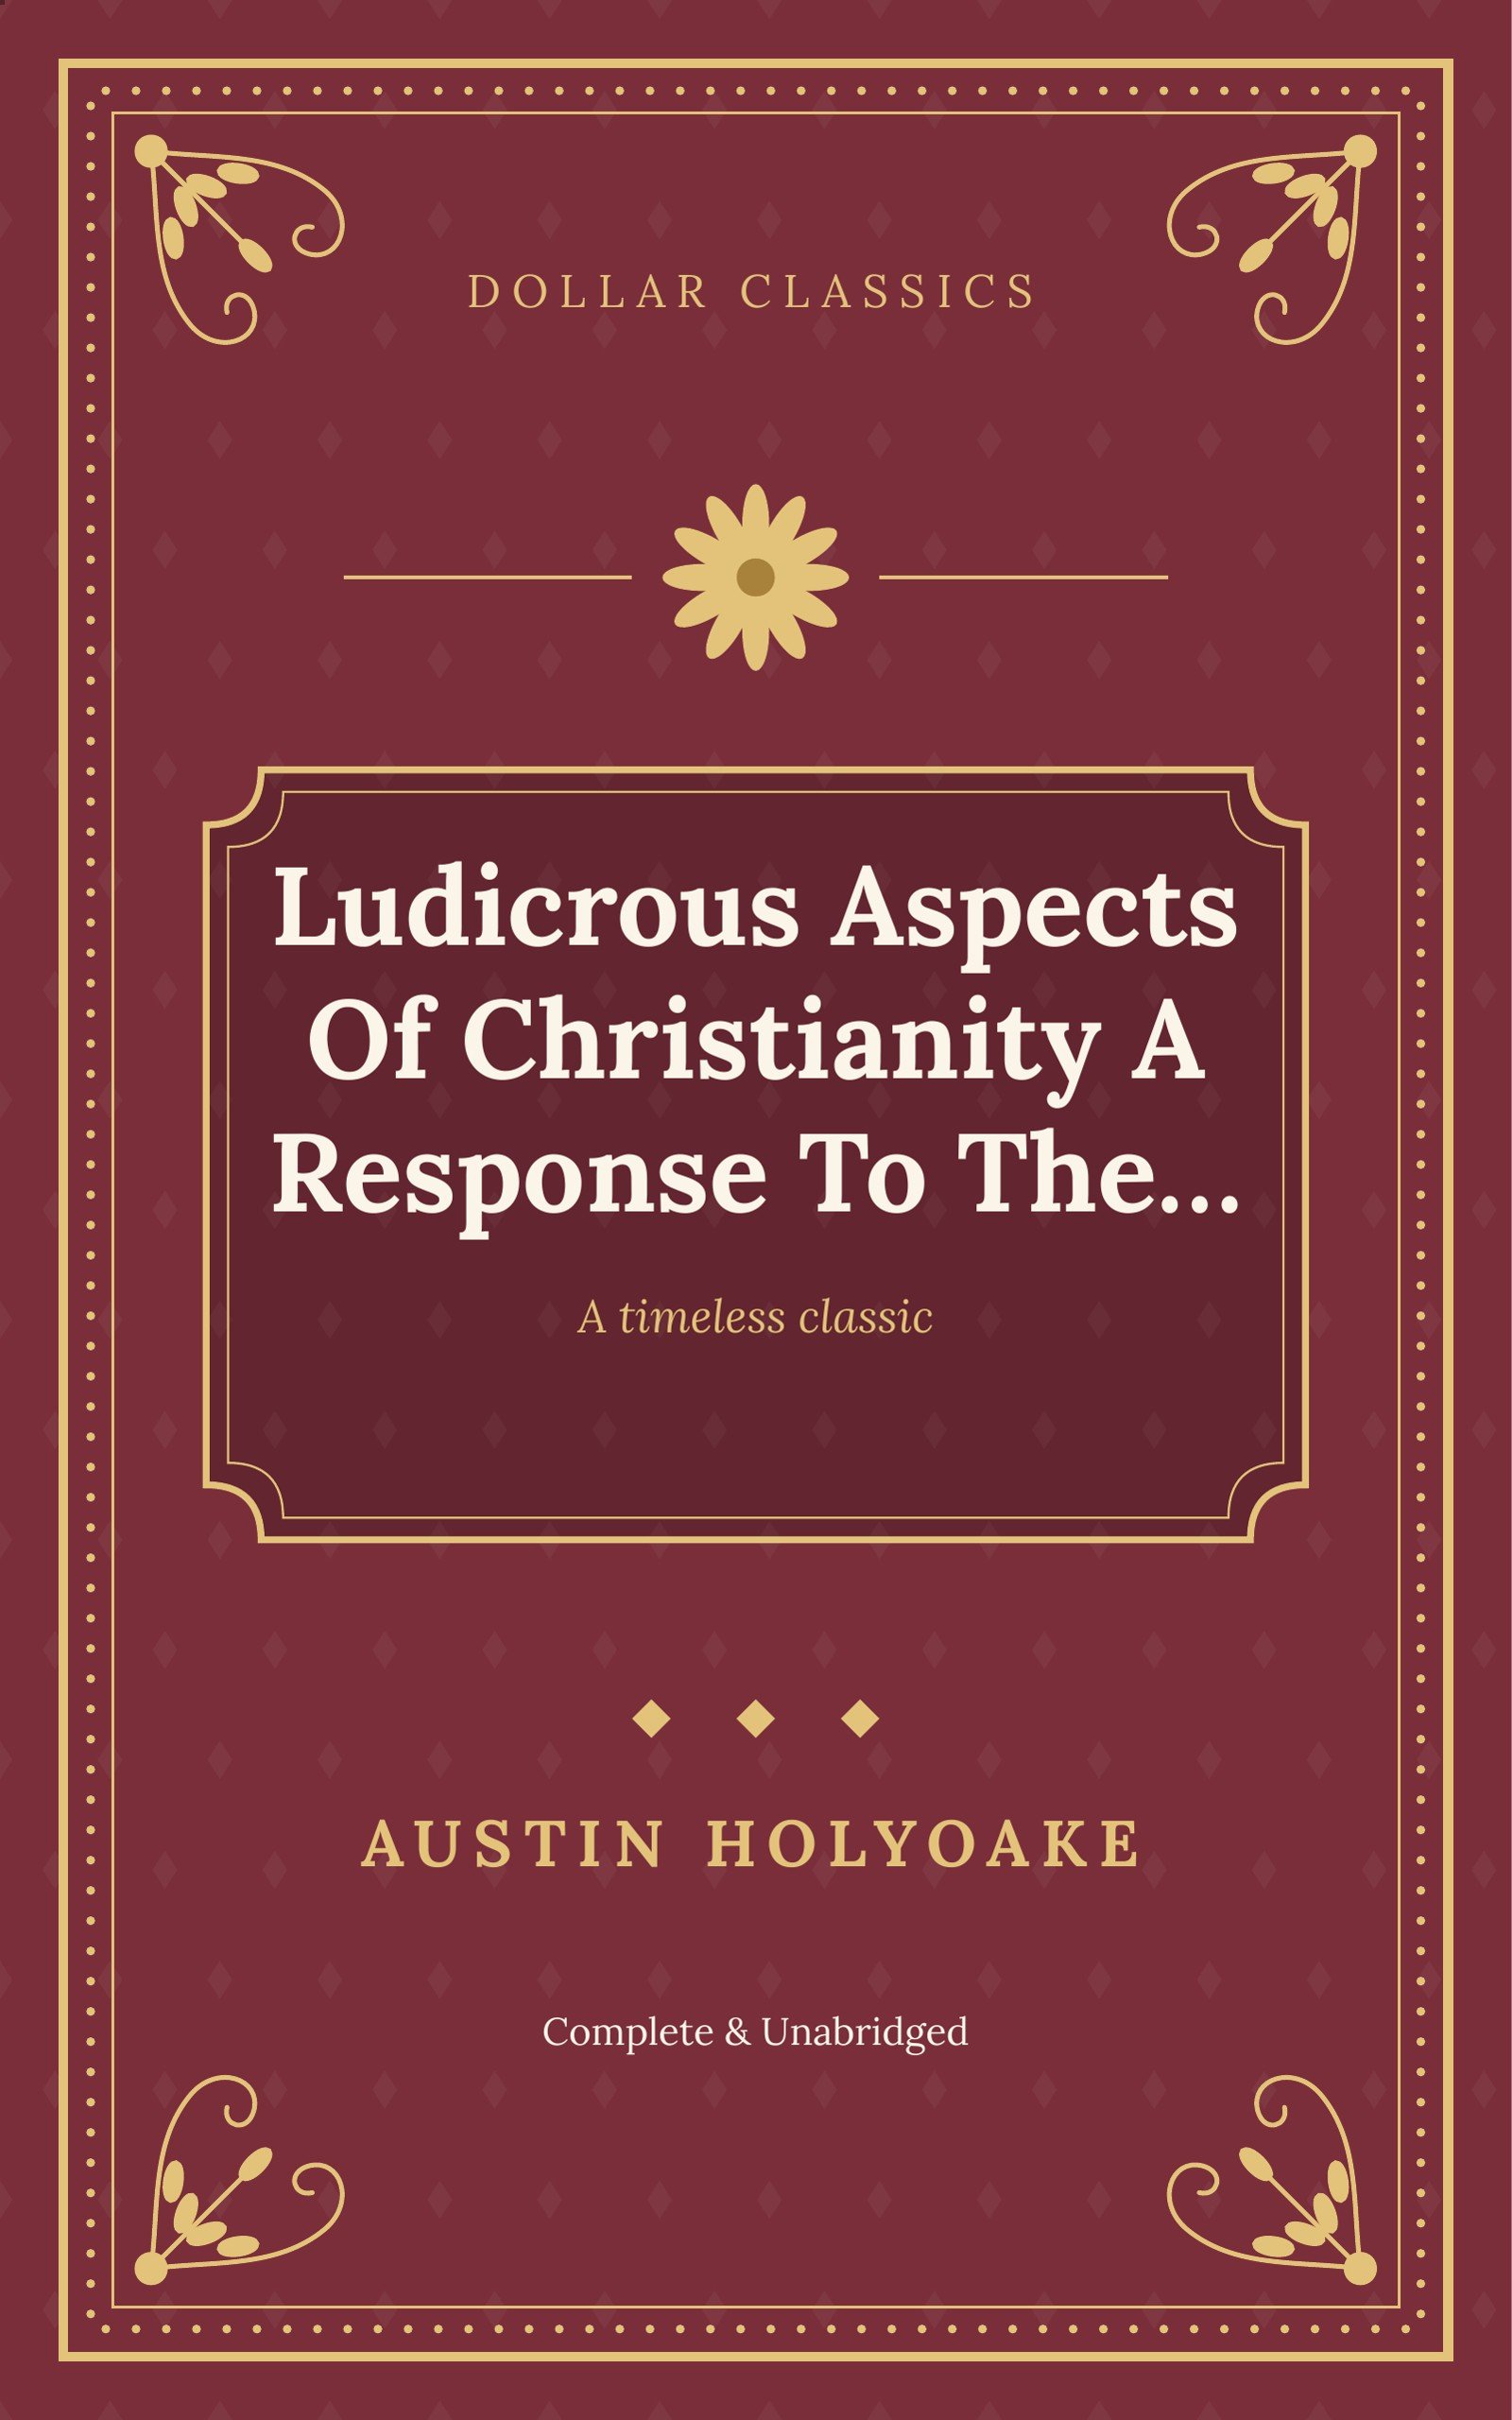 DOLLAR CLASSICS
Ludicrous Aspects
Of Christianity A
Response To The...
A timeless classic
AUSTIN HOLYOAKE
Complete & Unabridged